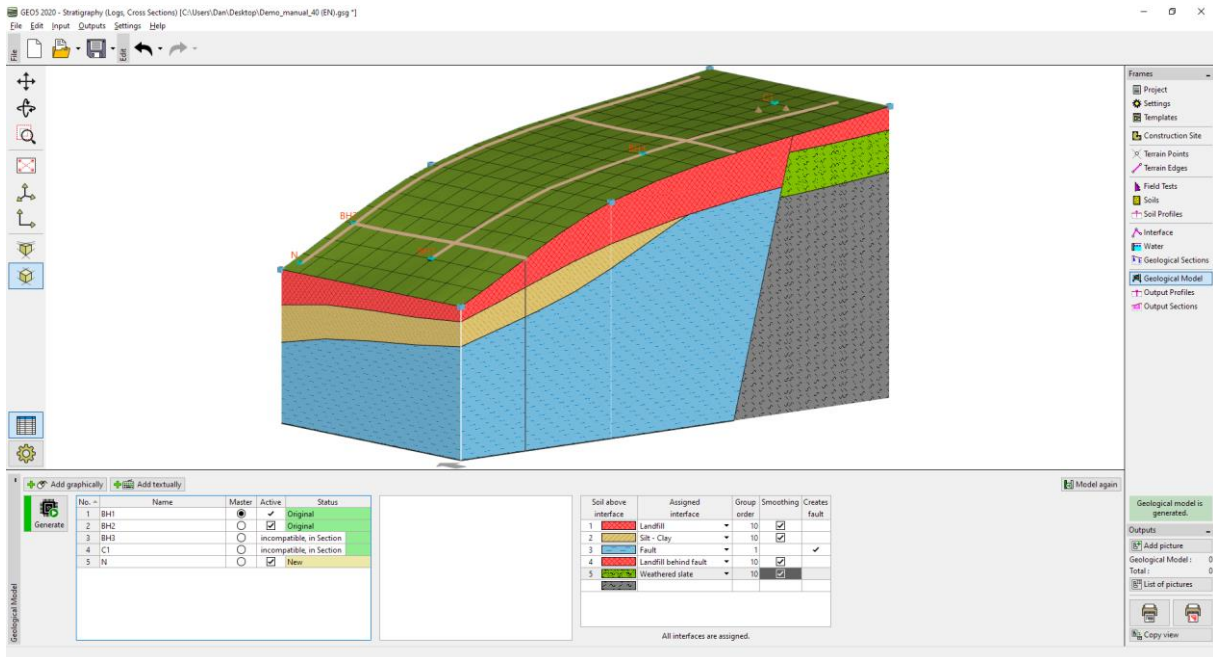 GEO5 2020 - Stratigraphy (Logs, Cross Sections) [C:\Users\Dan\Desktop\Demo_manual_40 (EN).gsg *]
File Edit Input Outputs Settings Help
File
Edit
Frames
Project
Settings
Templates
Construction Site
Terrain Points
Terrain Edges
Field Tests
Soils
Soil Profiles
Interface
Water
Geological Sections
Geological Model
Output Profiles
Output Sections
N
Add graphically Add textually
Model again
Generate
No. Name Master Active Status
1 BH1 Original
2 BH2 Original
3 BH3 incompatible, in Section
4 C1 incompatible, in Section
5 N New
Soil above interface Assigned interface Group order Smoothing Creates fault
1 Landfill 10
2 Silt - Clay 10
3 Fault 1
4 Landfill behind fault 10
5 Weathered slate 10
All interfaces are assigned.
Geological Model
Geological model is generated.
Outputs
Add picture
Geological Model : 0
Total : 0
List of pictures
Copy view